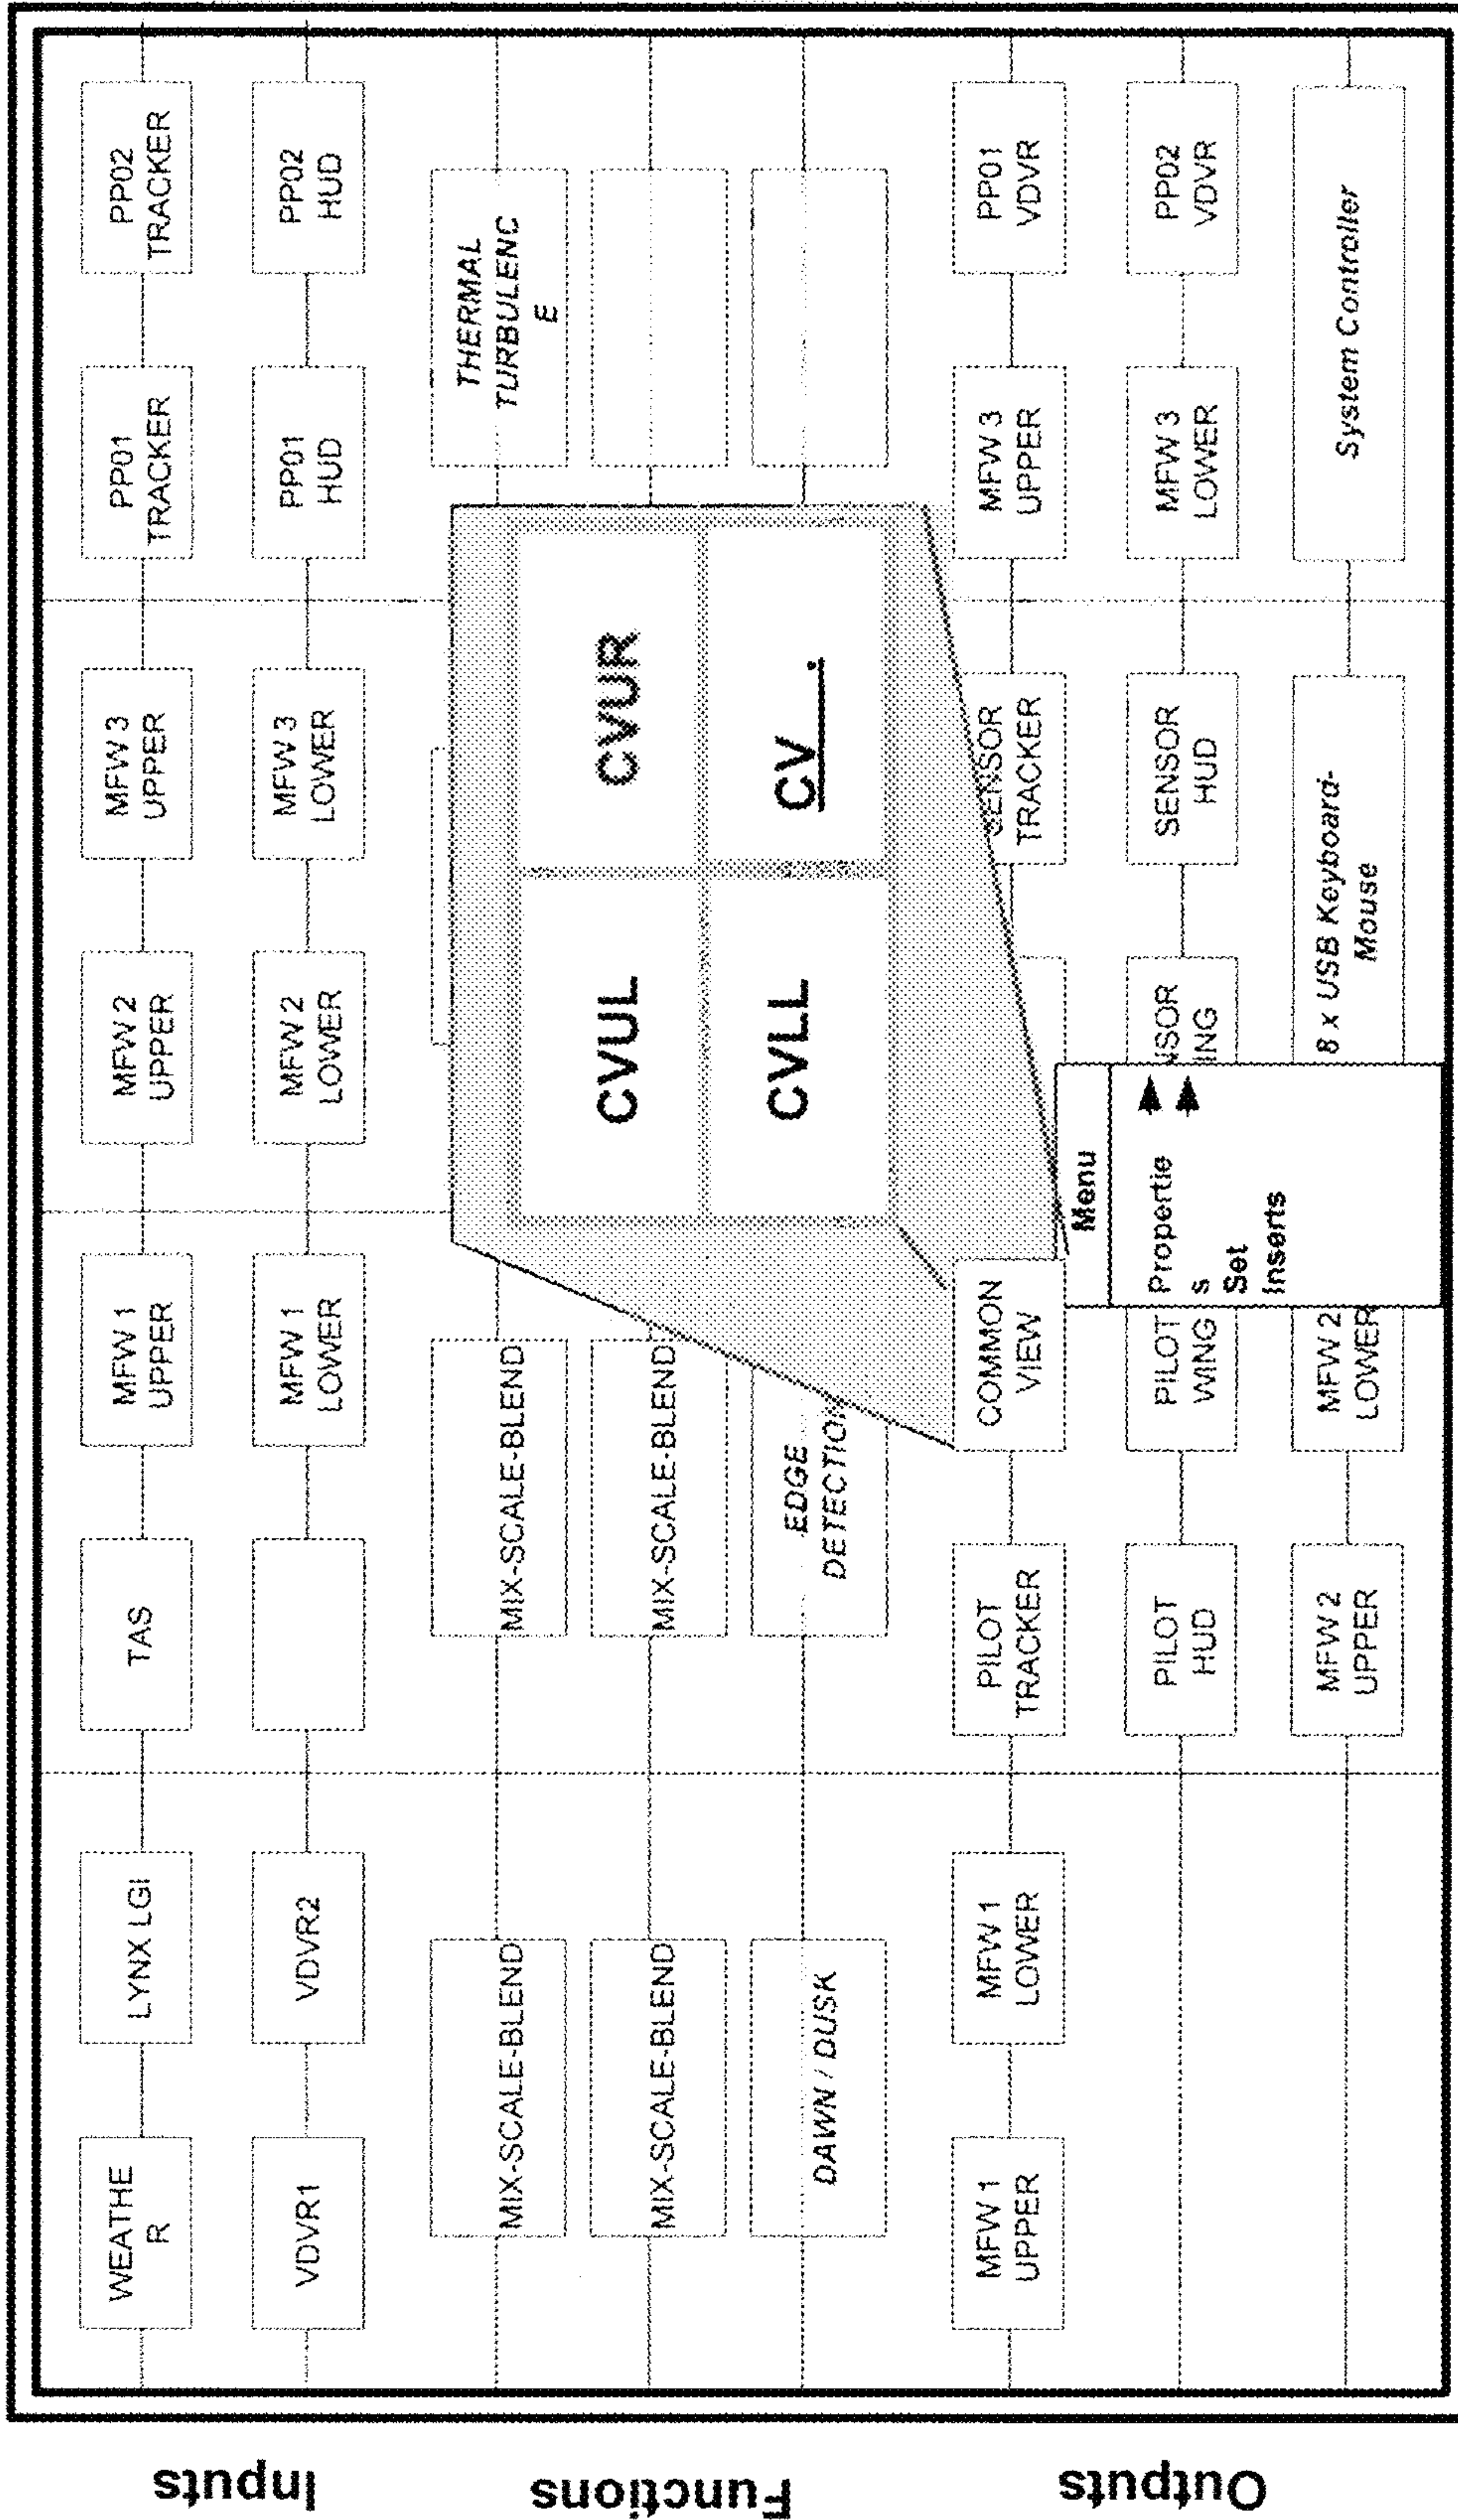 Inputs
WEATHE
R
LYNX LGI
TAS
MFW 1
UPPER
MFW 2
UPPER
MFW 3
UPPER
PP01
TRACKER
PP02
TRACKER
VDVR1
VDVR2
MFW 1
LOWER
MFW 2
LOWER
MFW 3
LOWER
PP01
HUD
PP02
HUD
Functions
MIX-SCALE-BLEND
MIX-SCALE-BLEND
THERMAL
TURBULENC
E
MIX-SCALE-BLEND
MIX-SCALE-BLEND
DAWN / DUSK
EDGE
DETECTION
CVUL
CVUR
CVLL
CV
Outputs
MFW 1
UPPER
MFW 1
LOWER
PILOT
TRACKER
COMMON
VIEW
SENSOR
TRACKER
MFW 3
UPPER
PP01
VDVR
PILOT
HUD
PILOT
WING
SENSOR
HUD
MFW 3
LOWER
PP02
VDVR
MFW 2
UPPER
MFW 2
LOWER
8 x USB Keyboard-
Mouse
System Controller
Menu
Propertie
s
Set
Inserts